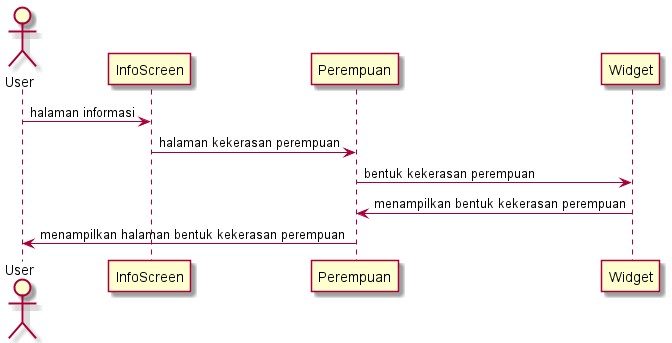 User
InfoScreen
Perempuan
Widget
halaman informasi
halaman kekerasan perempuan
bentuk kekerasan perempuan
menampilkan bentuk kekerasan perempuan
menampilkan halaman bentuk kekerasan perempuan
User
InfoScreen
Perempuan
Widget